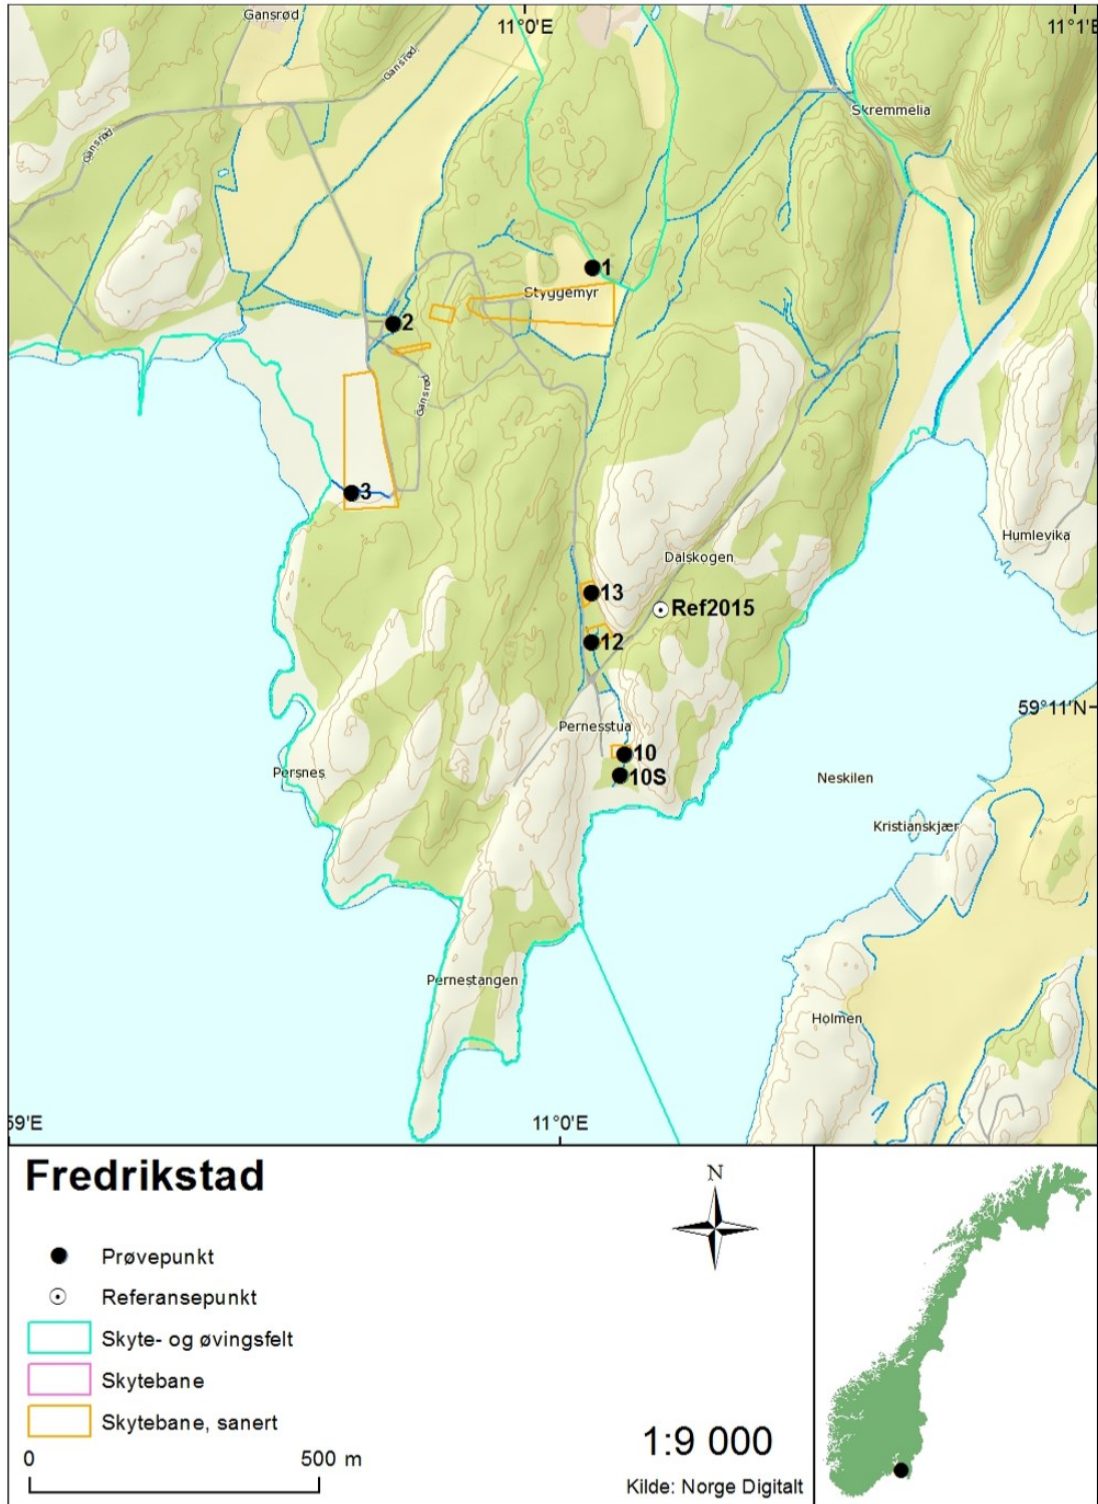 Gansrød
11°0'E
11°1'E
Gansrød
Skremmelia
Gansrød
1
Styggemyr
2
Gansrød
3
Humlevika
Dalskogen
13
Ref2015
12
59°11'N
Pernesstua
10
Persnes
10S
Neskilen
Kristianskjær
Pernestangen
Holmen
59'E
11°0'E
Fredrikstad
N
Prøvepunkt
Referansepunkt
Skyte- og øvingsfelt
Skytebane
Skytebane, sanert
0 500 m
1:9 000
Kilde: Norge Digitalt